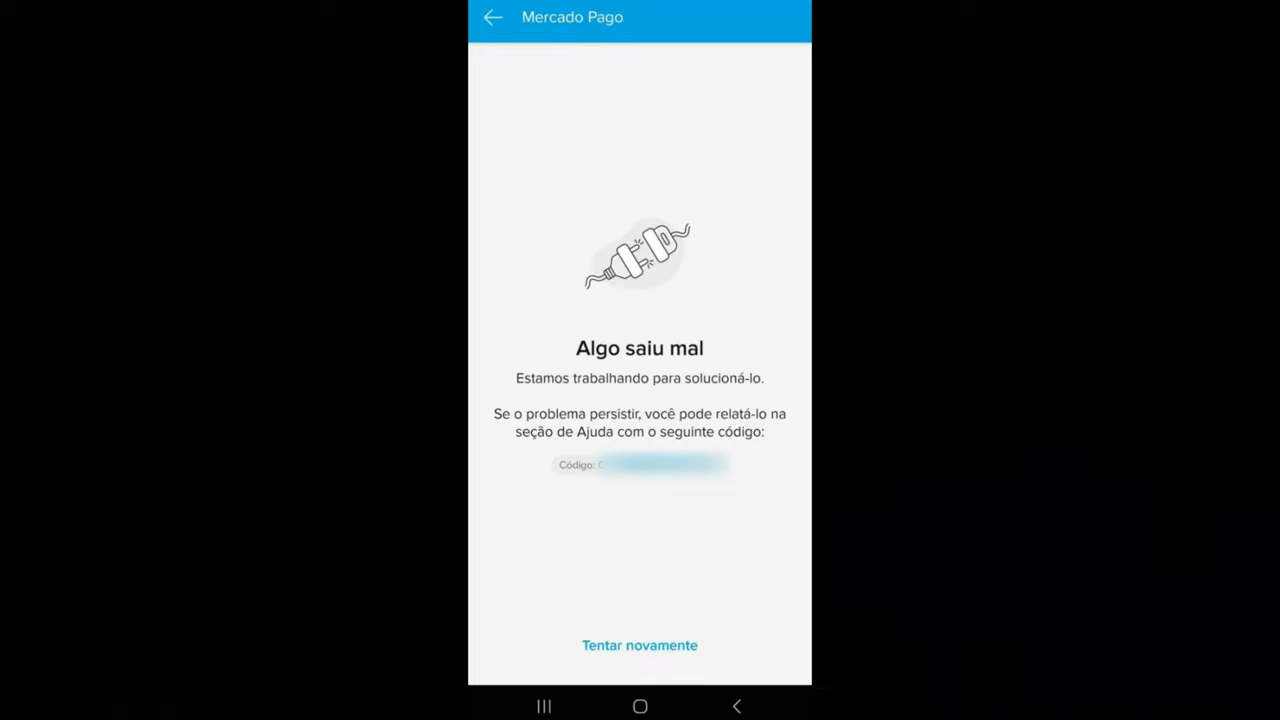 Mercado Pago
Algo saiu mal
Estamos trabalhando para solucioná-lo.
Se o problema persistir, você pode relatá-lo na
seção de Ajuda com o seguinte código:
Código:
Tentar novamente